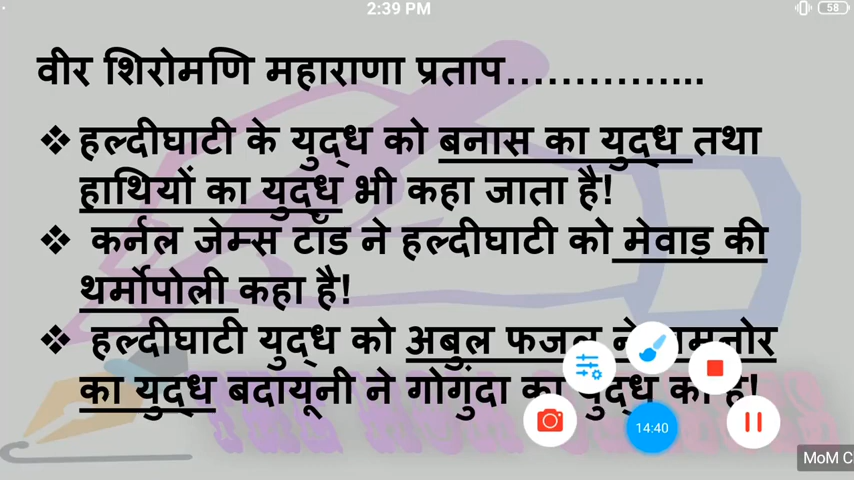 2:39 PM
58
वीर शिरोमणि महाराणा प्रताप……………...
❖ हल्दीघाटी के युद्ध को बनास का युद्ध तथा
हाथियों का युद्ध भी कहा जाता है!
❖ कर्नल जेम्स टॉड ने हल्दीघाटी को मेवाड़ की
थर्मोपोली कहा है!
❖ हल्दीघाटी युद्ध को अबुल फजल ने
का युद्ध बदायूनी ने गोगुंदा का युद्ध
14:40
MoM C